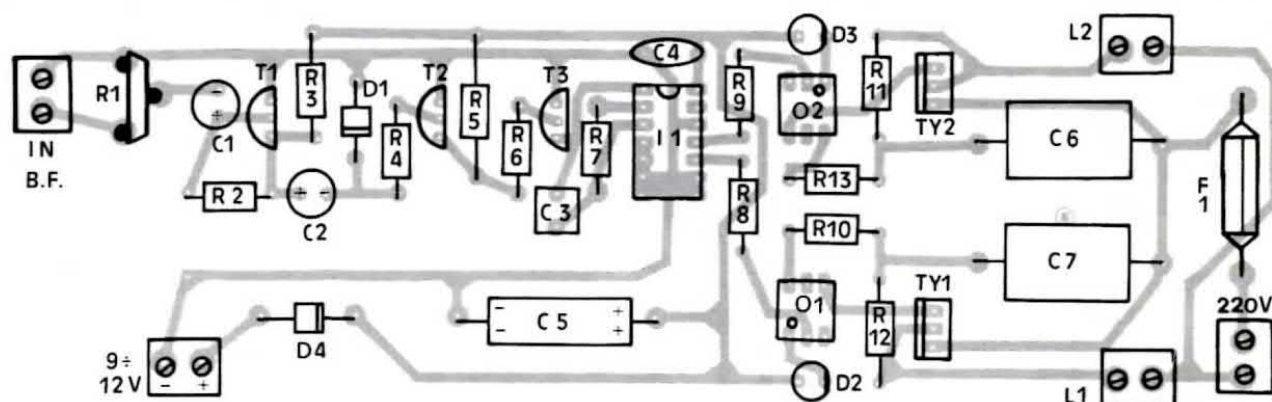 IN
B.F.
R1
C1
T1
R3
D1
R2
C2
R4
T2
R5
R6
T3
R7
C3
C4
I1
R9
R8
D3
O2
R11
TY2
L2
R13
R10
C6
C7
F1
O1
R12
TY1
D2
L1
220V
9÷
12V
- +
D4
C5
- +
- +
-
+
+ -